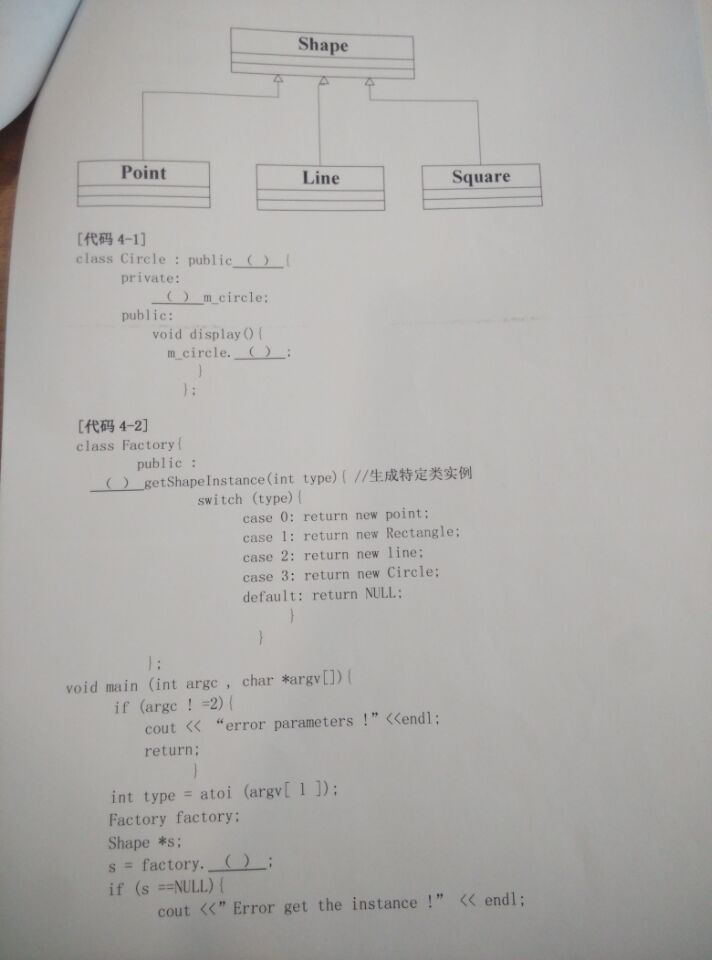 Shape
Point
Line
Square
[代码 4-1]
class Circle : public ( ) {
private:
( ) m_circle;
public:
void display(){
m_circle. ( ) ;
}
};
[代码 4-2]
class Factory{
public :
( ) getShapeInstance(int type){ //生成特定类实例
switch (type){
case 0: return new point;
case 1: return new Rectangle;
case 2: return new line;
case 3: return new Circle;
default: return NULL;
}
}
};
void main (int argc , char *argv[]){
if (argc ! =2){
cout << “error parameters !”<<endl;
return;
}
int type = atoi (argv[ 1 ]);
Factory factory;
Shape *s;
s = factory. ( ) ;
if (s ==NULL){
cout <<”Error get the instance !” << endl;